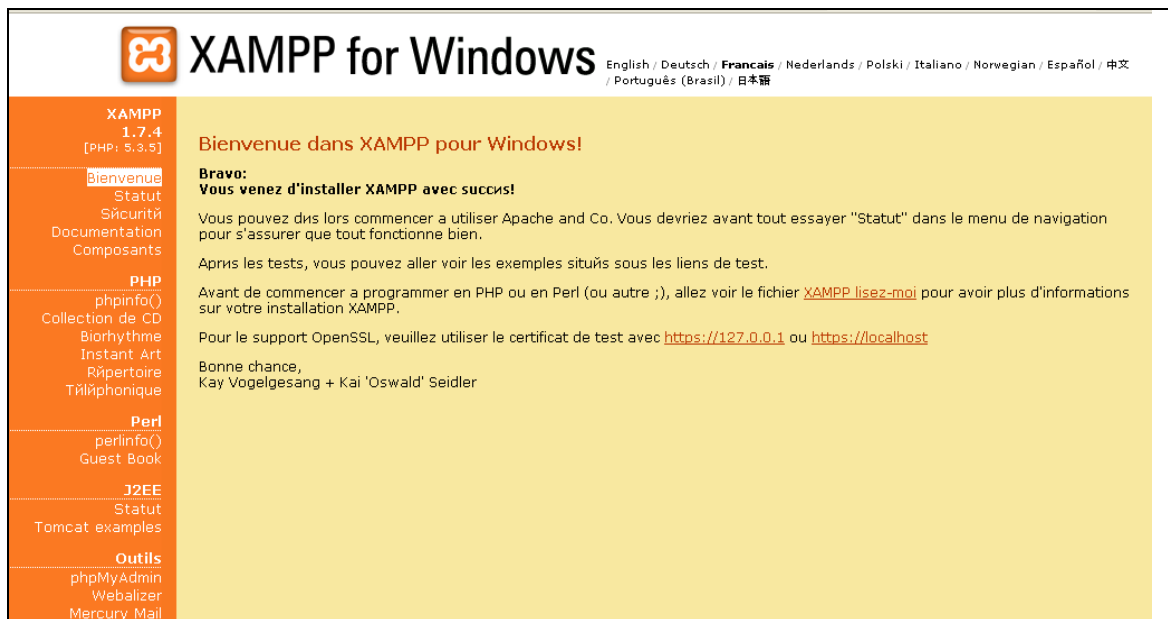 XAMPP for Windows
English / Deutsch / Francais / Nederlands / Polski / Italiano / Norwegian / Español / 中文
/ Português (Brasil) / 日本語
XAMPP
1.7.4
[PHP: 5.3.5]
Bienvenue
Statut
Sйcuritй
Documentation
Composants
PHP
phpinfo()
Collection de CD
Biorhythme
Instant Art
Rйpertoire
Tйlйphonique
Perl
perlinfo()
Guest Book
J2EE
Statut
Tomcat examples
Outils
phpMyAdmin
Webalizer
Mercury Mail
Bienvenue dans XAMPP pour Windows!
Bravo:
Vous venez d'installer XAMPP avec succиs!
Vous pouvez dиs lors commencer a utiliser Apache and Co. Vous devriez avant tout essayer "Statut" dans le menu de navigation
pour s'assurer que tout fonctionne bien.
Aprиs les tests, vous pouvez aller voir les exemples situйs sous les liens de test.
Avant de commencer a programmer en PHP ou en Perl (ou autre ;), allez voir le fichier XAMPP lisez-moi pour avoir plus d'informations
sur votre installation XAMPP.
Pour le support OpenSSL, veuillez utiliser le certificat de test avec https://127.0.0.1 ou https://localhost
Bonne chance,
Kay Vogelgesang + Kai 'Oswald' Seidler